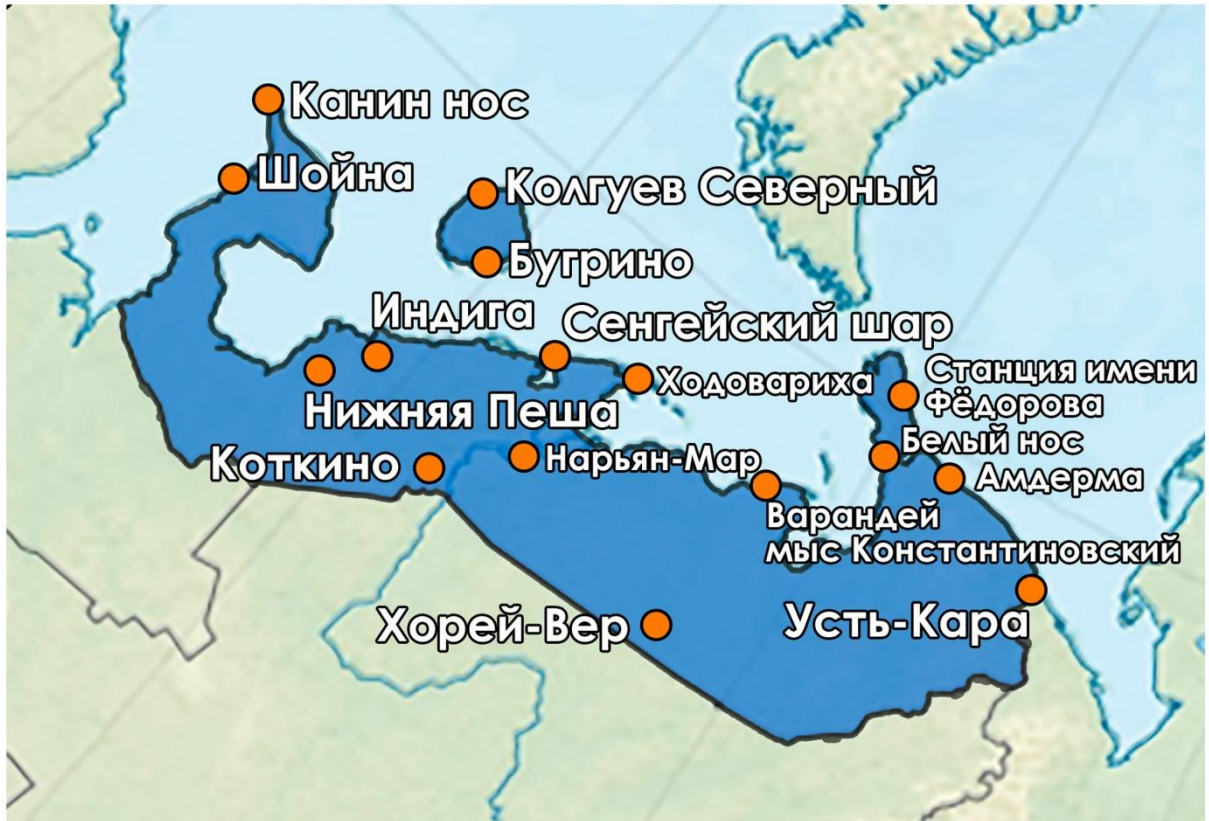 Канин нос
Шойна
Колгуев Северный
Бугрино
Индига
Сенгейский шар
Ходовариха
Станция имени
Фёдорова
Нижняя Пеша
Белый нос
Коткино
Нарьян-Мар
Амдерма
Варандей
мыс Константиновский
Хорей-Вер
Усть-Кара